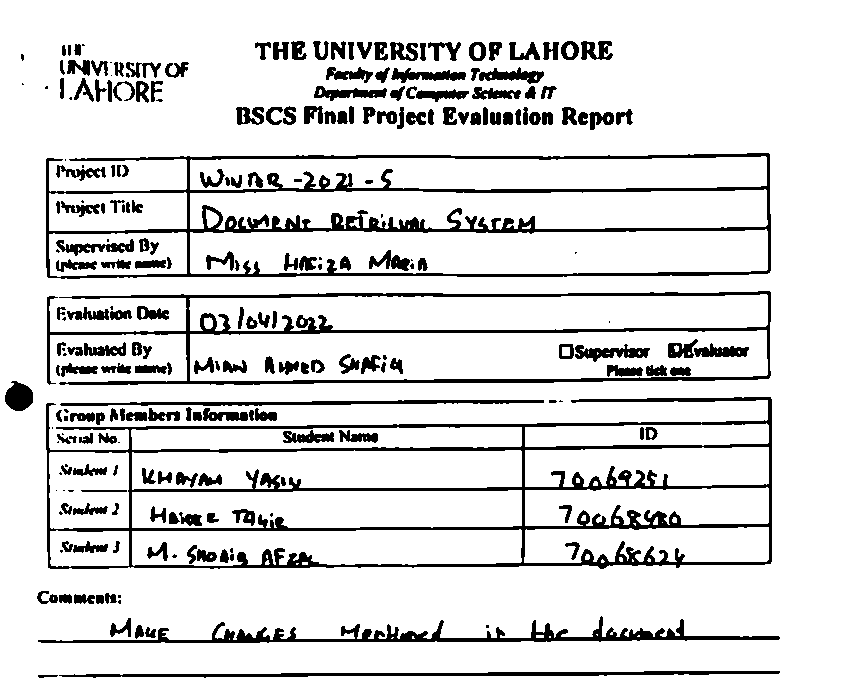 THE
UNIVERSITY OF
LAHORE
THE UNIVERSITY OF LAHORE
Faculty of Information Technology
Department of Computer Science & IT
BSCS Final Project Evaluation Report
Project ID WINTER -2021-5
Project Title DOCUMENT RETRIEVAL SYSTEM
Supervised By
(please write name) MISS HAFIZA MARIA
Evaluation Date 03/04/2022
Evaluated By ☐Supervisor ☑Evaluator
(please write name) MIAN AHMED SHAFIQ Please tick one
Group Members Information
Serial No. Student Name ID
Student 1 KHAYAM YASIN 70069251
Student 2 TAHIR 70068480
Student 3 M. SHOAIB AFZAL 70068624
Comments:
MAKE CHANGES Mentioned in the document